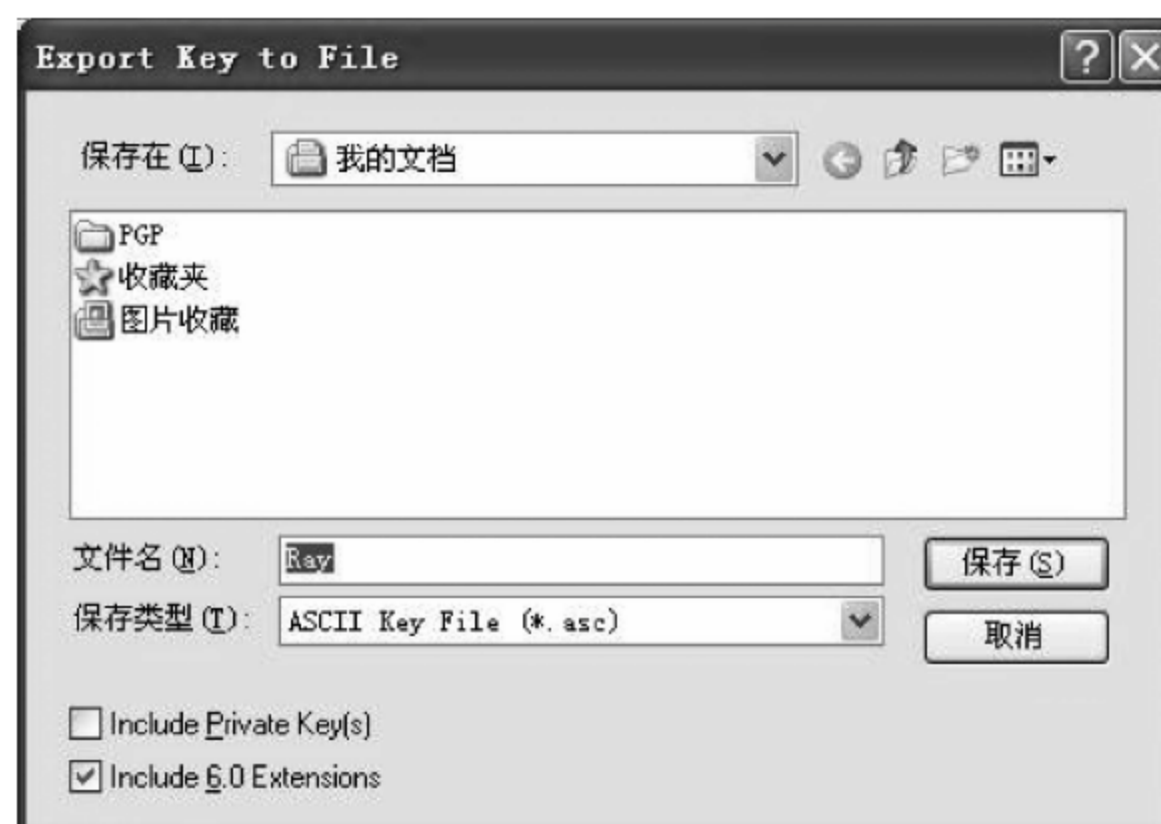 Export Key to File
保存在(I): 我的文档
PGP
收藏夹
图片收藏
文件名(N): Ray
保存(S)
保存类型(T): ASCII Key File (*.asc)
取消
Include Private Key(s)
Include 6.0 Extensions